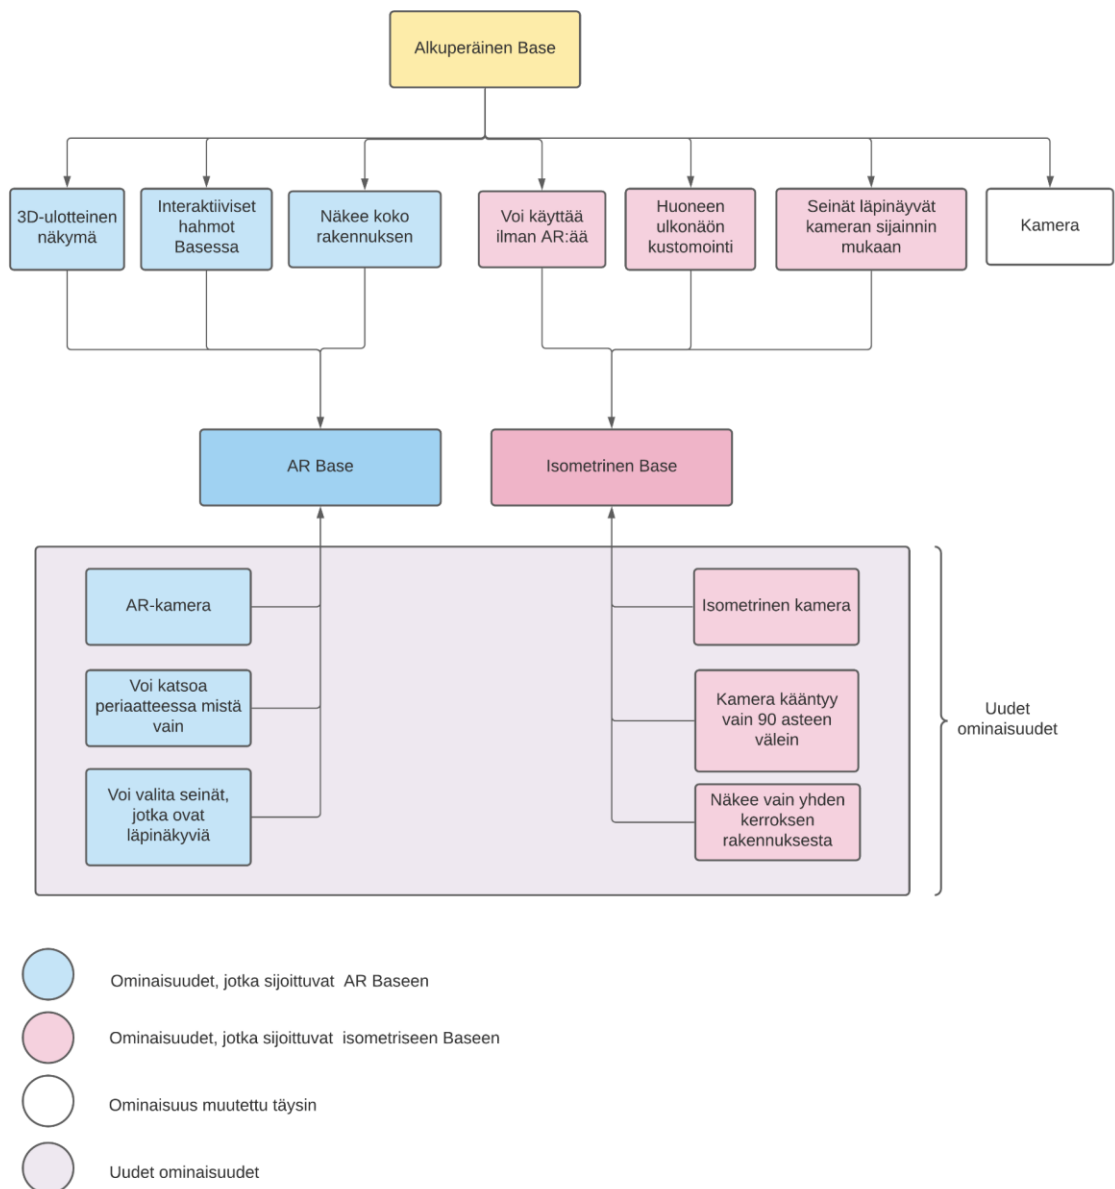 Alkuperäinen Base
3D-ulotteinen
näkymä
Interaktiiviset
hahmot
Basessa
Näkee koko
rakennuksen
Voi käyttää
ilman AR:ää
Huoneen
ulkonäön
kustomointi
Seinät läpinäyvät
kameran sijainnin
mukaan
Kamera
AR Base
Isometrinen Base
AR-kamera
Voi katsoa
periaatteessa mistä
vain
Voi valita seinät,
jotka ovat
läpinäkyviä
Isometrinen kamera
Kamera kääntyy
vain 90 asteen
välein
Näkee vain yhden
kerroksen
rakennuksesta
Uudet
ominaisuudet
Ominaisuudet, jotka sijoittuvat AR Baseen
Ominaisuudet, jotka sijoittuvat isometriseen Baseen
Ominaisuus muutettu täysin
Uudet ominaisuudet